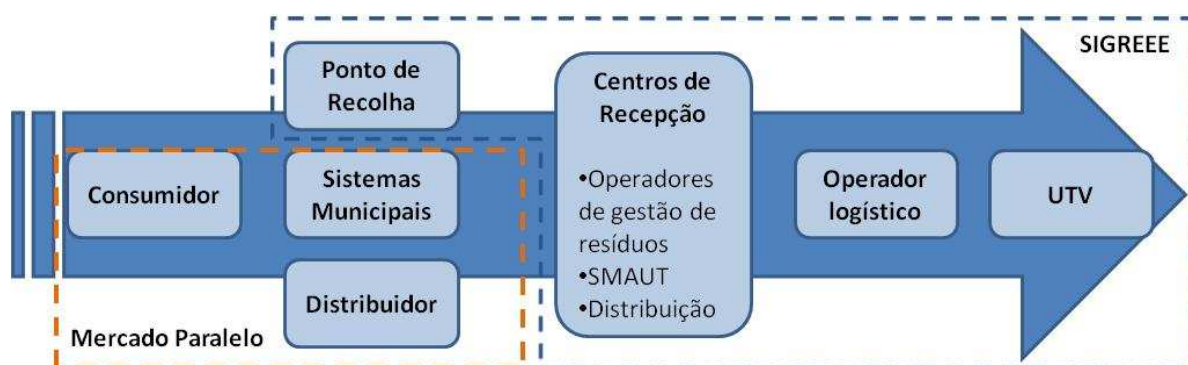 SIGREEE
Ponto de
Recolha
Centros de
Recepção
Consumidor
Sistemas
Municipais
•Operadores
de gestão de
resíduos
•SMAUT
•Distribuição
Operador
logístico
UTV
Distribuidor
Mercado Paralelo